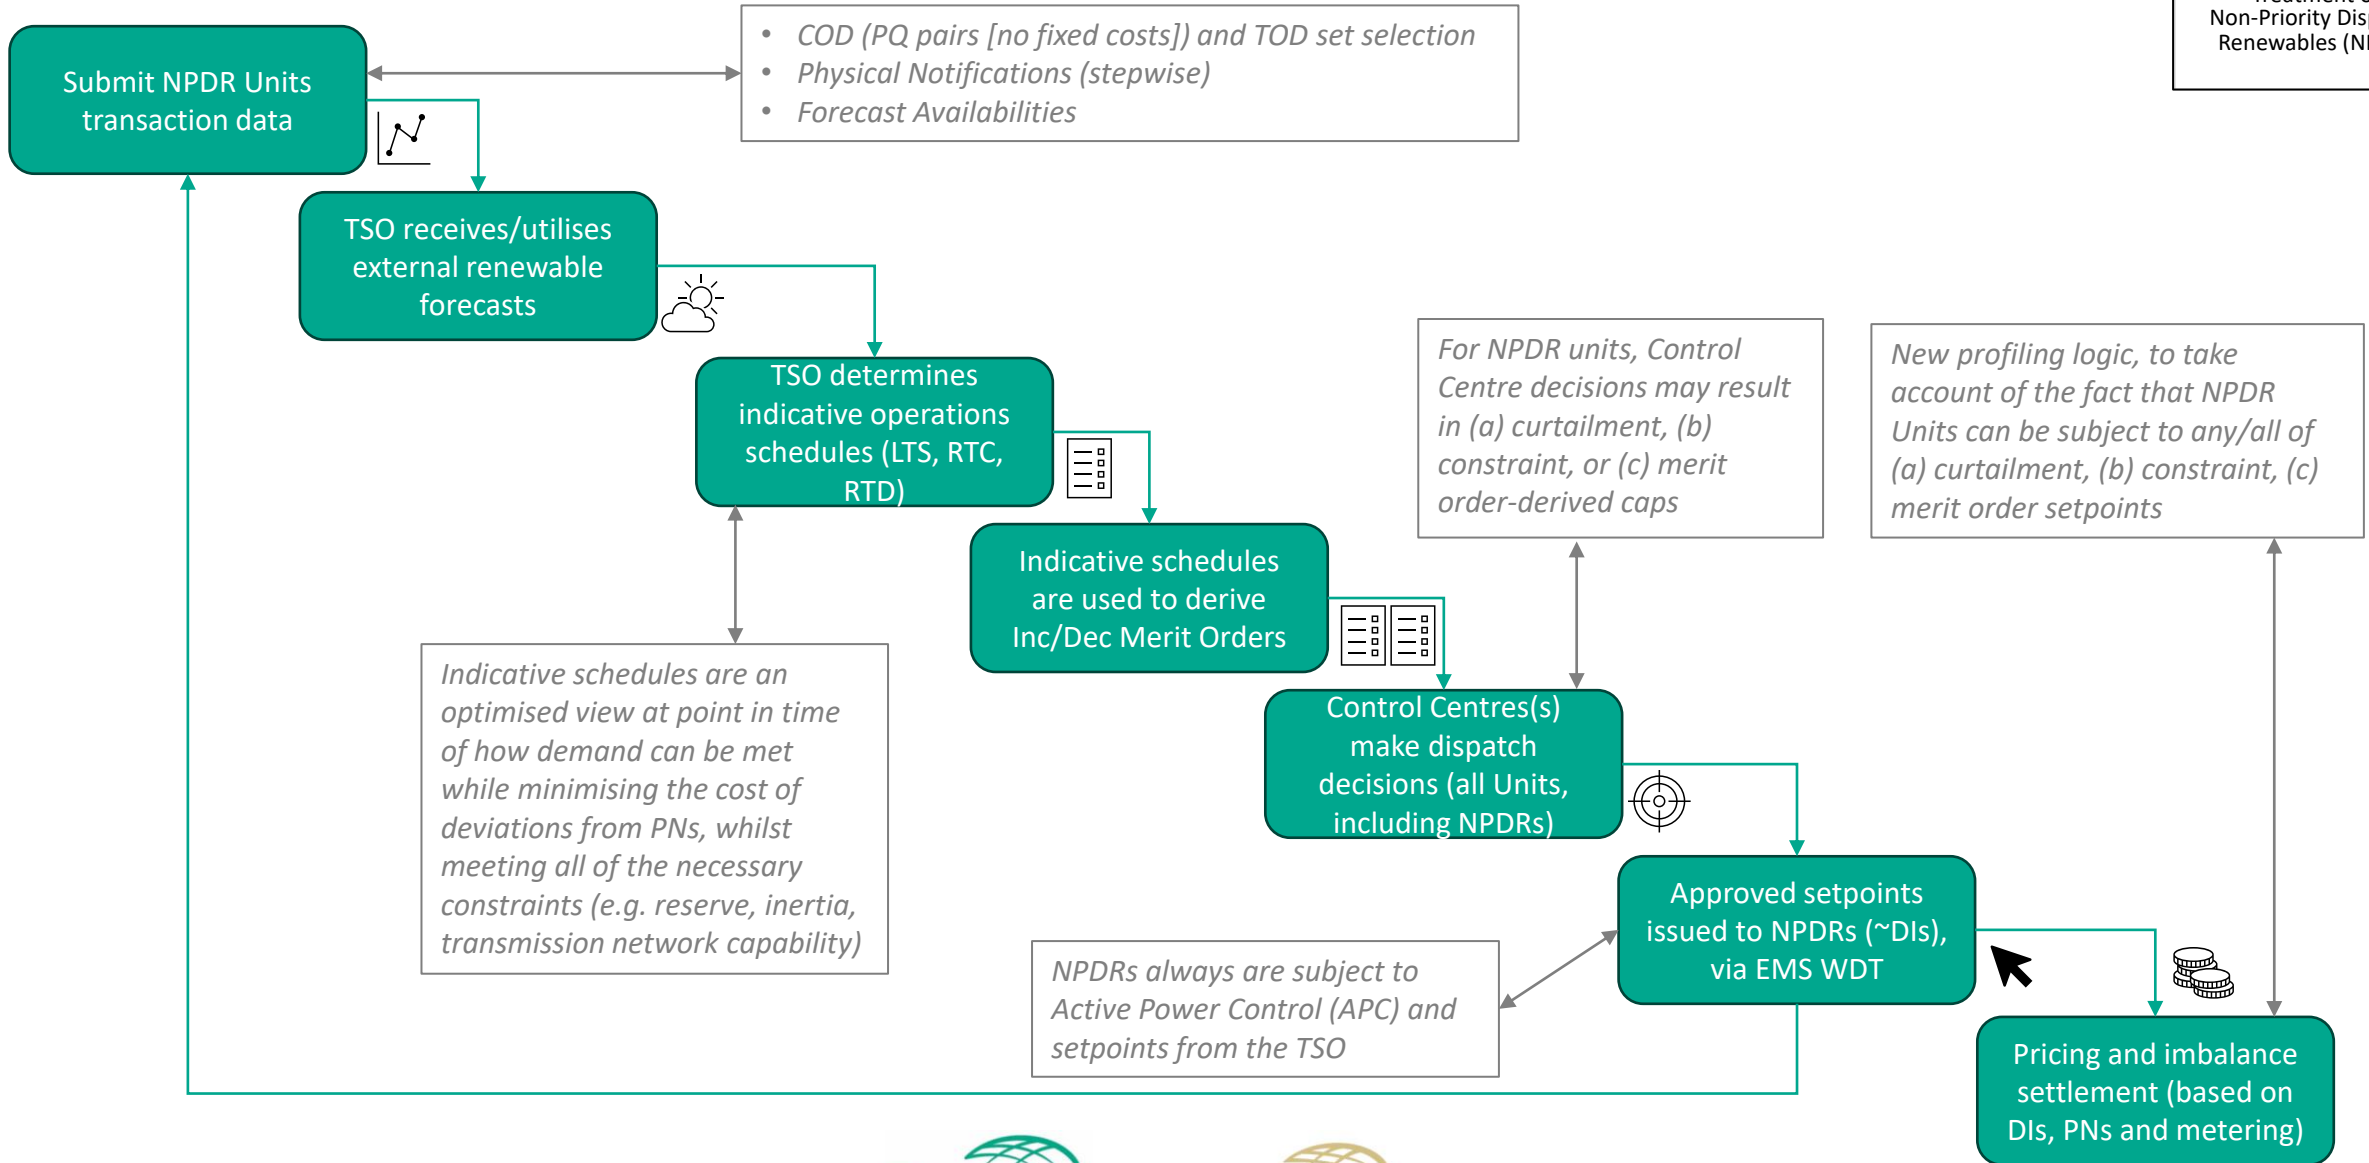 Treatment
Non-Priority
Renewables
Submit NPDR Units
transaction data
• COD (PQ pairs [no fixed costs]) and TOD set selection
• Physical Notifications (stepwise)
• Forecast Availabilities
TSO receives/utilises
external renewable
forecasts
TSO determines
indicative operations
schedules (LTS, RTC,
RTD)
For NPDR units, Control
Centre decisions may result
in (a) curtailment, (b)
constraint, or (c) merit
order-derived caps
New profiling logic, to take
account of the fact that NPDR
Units can be subject to any/all of
(a) curtailment, (b) constraint, (c)
merit order setpoints
Indicative schedules
are used to derive
Inc/Dec Merit Orders
Indicative schedules are an
optimised view at point in time
of how demand can be met
while minimising the cost of
deviations from PNs, whilst
meeting all of the necessary
constraints (e.g. reserve, inertia,
transmission network capability)
Control Centres(s)
make dispatch
decisions (all Units,
including NPDRs)
Approved setpoints
issued to NPDRs (~DIs),
via EMS WDT
NPDRs always are subject to
Active Power Control (APC) and
setpoints from the TSO
Pricing and imbalance
settlement (based on
DIs, PNs and metering)